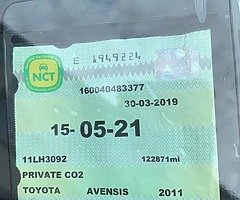 E 1949224
NCT
160040483377
30-03-2019
15-05-21
11LH3092 122871mi
PRIVATE CO2
TOYOTA AVENSIS 2011